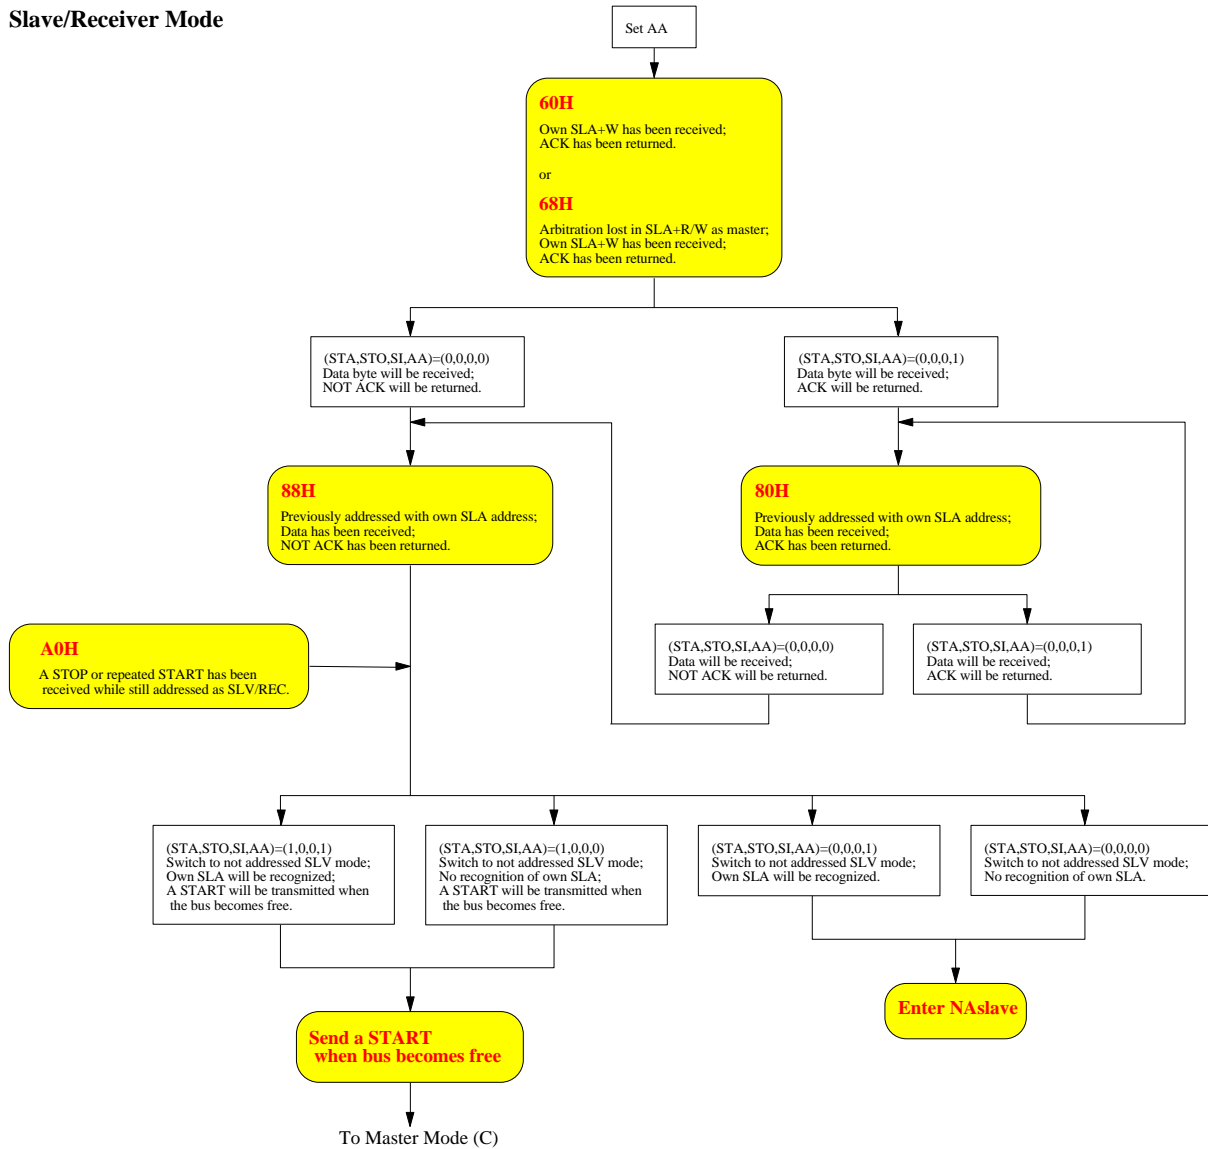 Slave/Receiver Mode
Set AA
60H
Own SLA+W has been received;
ACK has been returned.
or
68H
Arbitration lost in SLA+R/W as master;
Own SLA+W has been received;
ACK has been returned.
(STA,STO,SI,AA)=(0,0,0,0)
Data byte will be received;
NOT ACK will be returned.
(STA,STO,SI,AA)=(0,0,0,1)
Data byte will be received;
ACK will be returned.
88H
Previously addressed with own SLA address;
Data has been received;
NOT ACK has been returned.
80H
Previously addressed with own SLA address;
Data has been received;
ACK has been returned.
A0H
A STOP or repeated START has been
received while still addressed as SLV/REC.
(STA,STO,SI,AA)=(0,0,0,0)
Data will be received;
NOT ACK will be returned.
(STA,STO,SI,AA)=(0,0,0,1)
Data will be received;
ACK will be returned.
(STA,STO,SI,AA)=(1,0,0,1)
Switch to not addressed SLV mode;
Own SLA will be recognized;
A START will be transmitted when
the bus becomes free.
(STA,STO,SI,AA)=(1,0,0,0)
Switch to not addressed SLV mode;
No recognition of own SLA;
A START will be transmitted when
the bus becomes free.
(STA,STO,SI,AA)=(0,0,0,1)
Switch to not addressed SLV mode;
Own SLA will be recognized.
(STA,STO,SI,AA)=(0,0,0,0)
Switch to not addressed SLV mode;
No recognition of own SLA.
Send a START
when bus becomes free
Enter NAslave
To Master Mode (C)